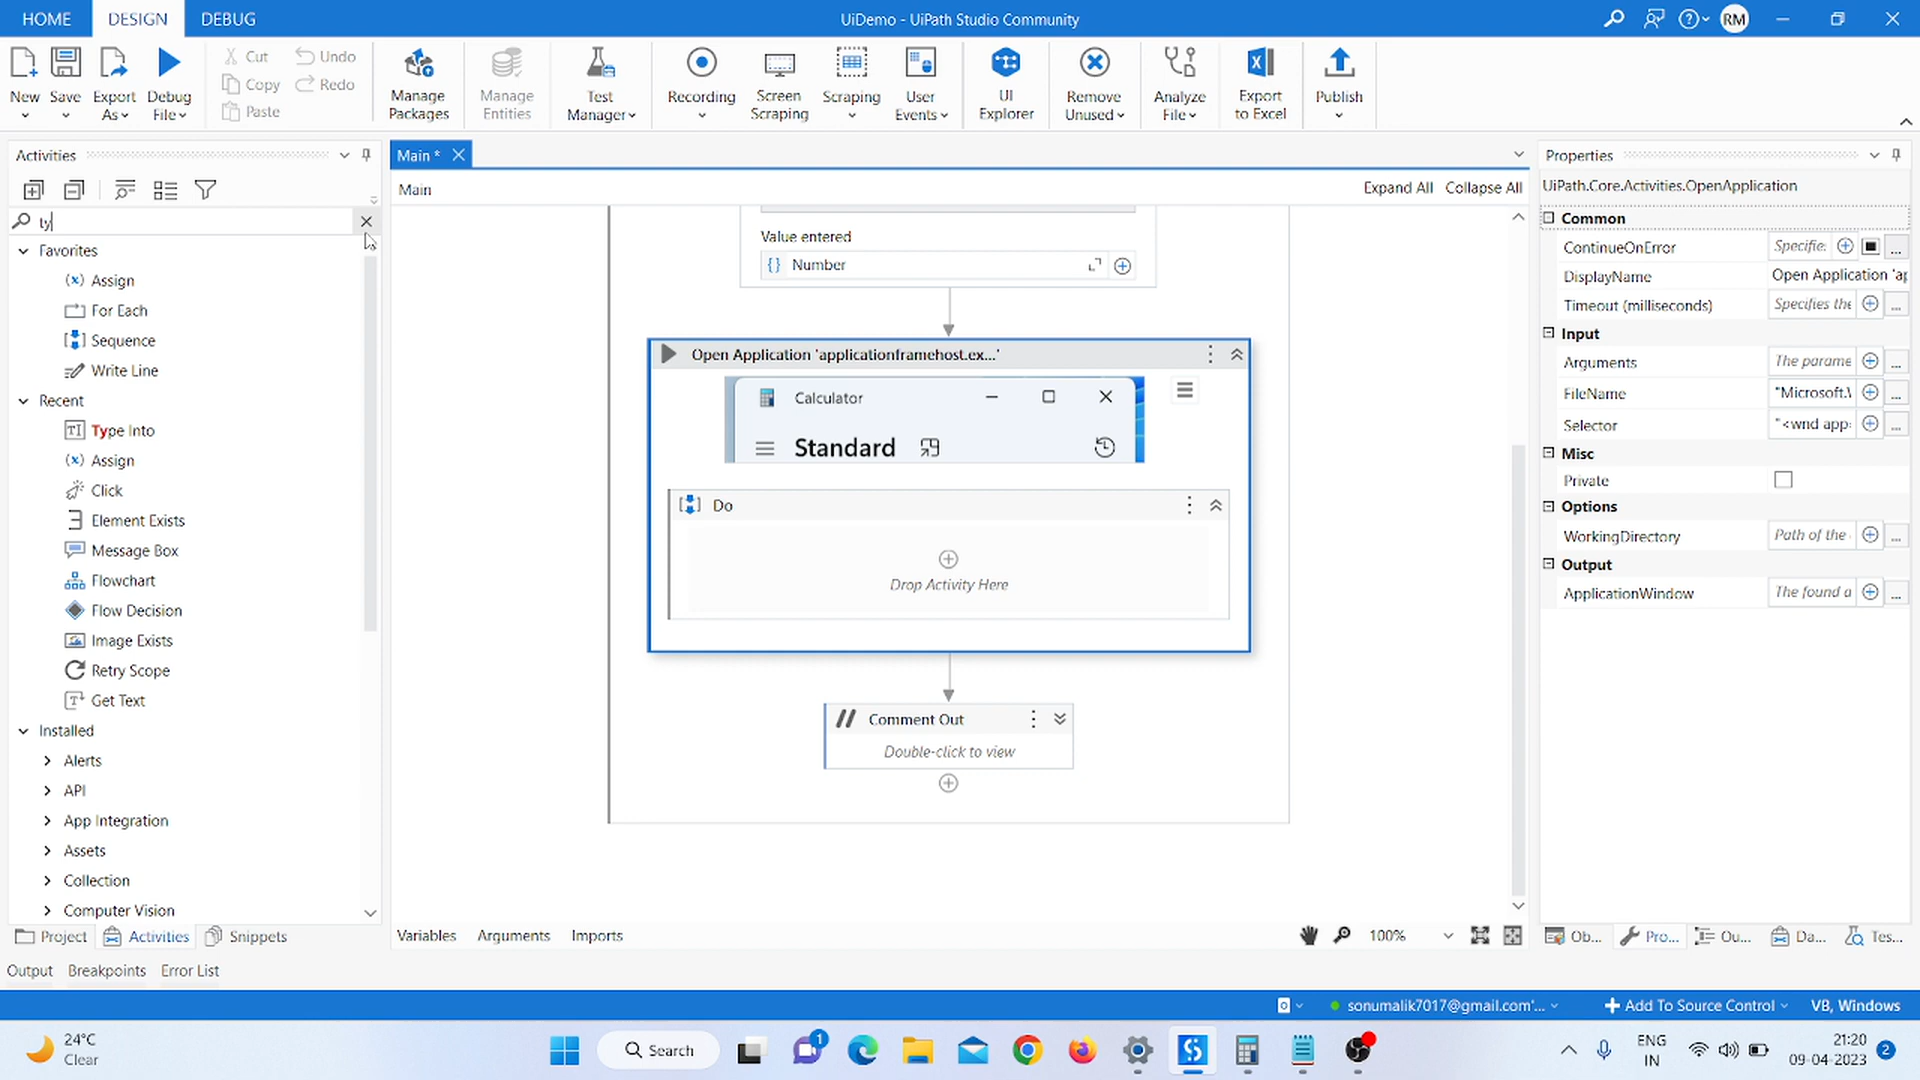 HOME DESIGN DEBUG UiDemo - UiPath Studio Community RM
New Save Export As Debug File Cut Copy Paste Undo Redo Manage Packages Manage Entities Test Manager Recording Screen Scraping Scraping User Events UI Explorer Remove Unused Analyze File Export to Excel Publish
Activities
ty
Favorites
Assign
For Each
Sequence
Write Line
Recent
Type Into
Assign
Click
Element Exists
Message Box
Flowchart
Flow Decision
Image Exists
Retry Scope
Get Text
Installed
Alerts
API
App Integration
Assets
Collection
Computer Vision
Project Activities Snippets
Main *
Main Expand All Collapse All
Value entered
{} Number
Open Application 'applicationframehost.ex...'
Calculator
Standard
Do
Drop Activity Here
// Comment Out
Double-click to view
Variables Arguments Imports 100%
Properties
UiPath.Core.Activities.OpenApplication
Common
ContinueOnError Specifie: ...
DisplayName Open Application 'ap
Timeout (milliseconds) Specifies the ...
Input
Arguments The parame ...
FileName "Microsoft.\ ...
Selector "<wnd app: ...
Misc
Private
Options
WorkingDirectory Path of the ...
Output
ApplicationWindow The found a ...
Ob... Pro... Ou... Da... Tes...
Output Breakpoints Error List
sonumalik7017@gmail.com'... Add To Source Control VB, Windows
24°C
Clear
Search
1
ENG
IN
21:20
09-04-2023
2